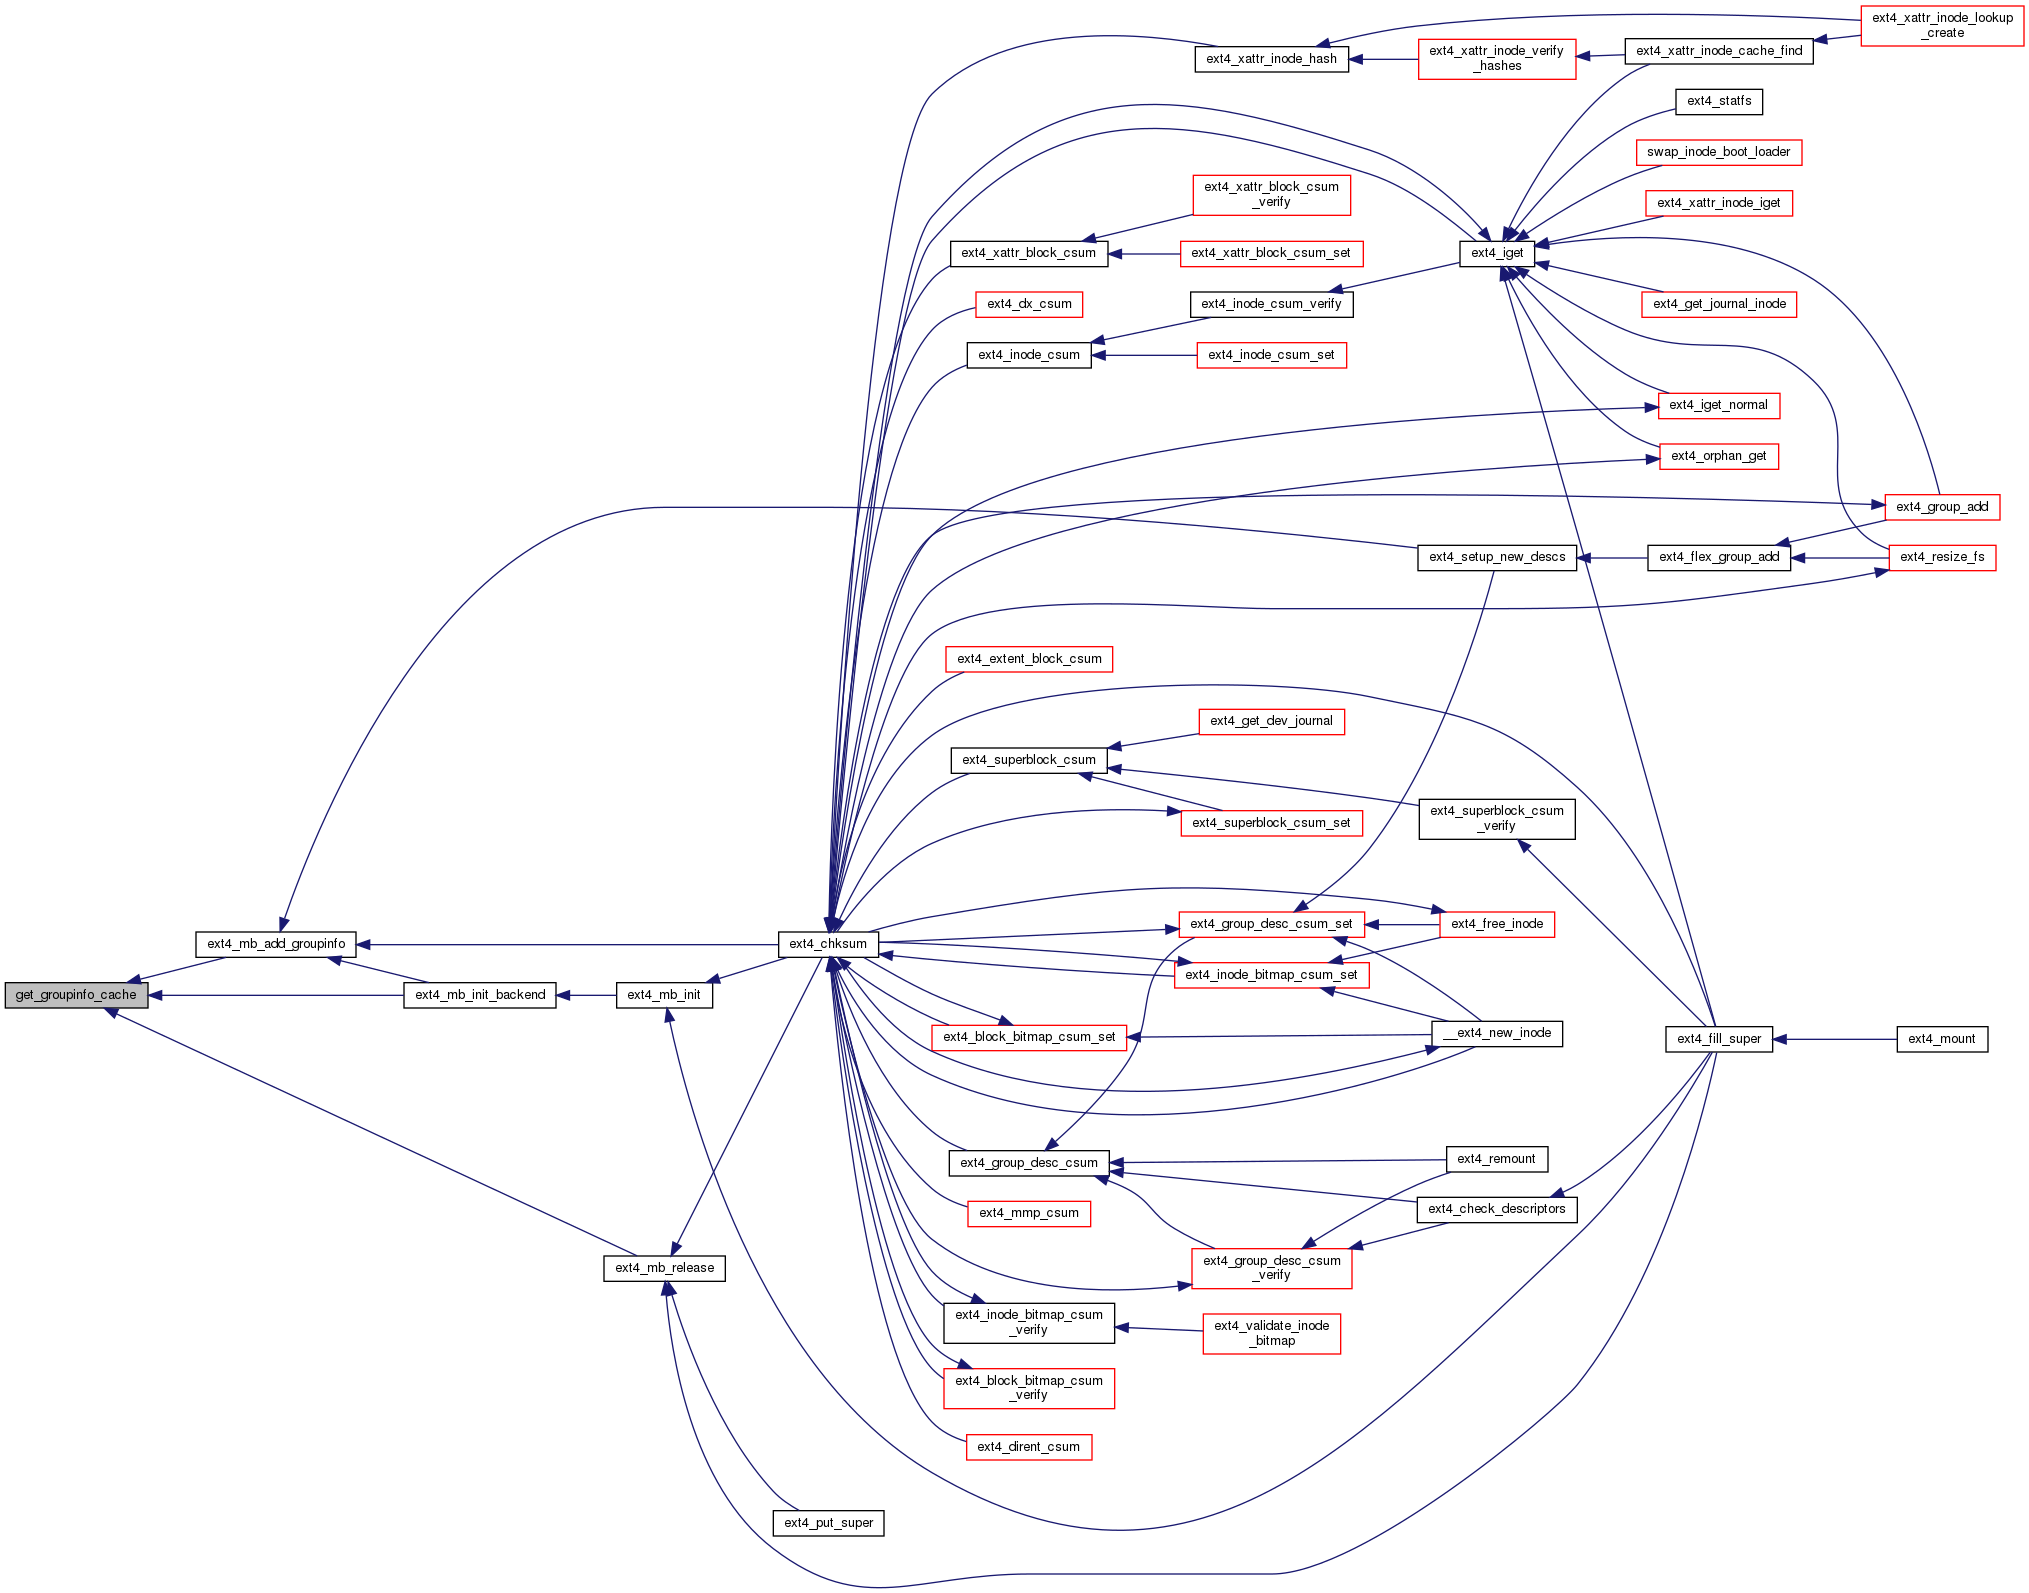 get_groupinfo_cache
ext4_mb_add_groupinfo
ext4_mb_init_backend
ext4_mb_init
ext4_mb_release
ext4_put_super
ext4_chksum
ext4_xattr_block_csum
ext4_dx_csum
ext4_inode_csum
ext4_extent_block_csum
ext4_superblock_csum
ext4_block_bitmap_csum_set
ext4_group_desc_csum
ext4_mmp_csum
ext4_inode_bitmap_csum
_verify
ext4_block_bitmap_csum
_verify
ext4_dirent_csum
ext4_xattr_inode_hash
ext4_xattr_block_csum
_verify
ext4_xattr_block_csum_set
ext4_inode_csum_verify
ext4_inode_csum_set
ext4_get_dev_journal
ext4_superblock_csum_set
ext4_group_desc_csum_set
ext4_inode_bitmap_csum_set
ext4_group_desc_csum
_verify
ext4_validate_inode
_bitmap
ext4_xattr_inode_verify
_hashes
ext4_iget
ext4_setup_new_descs
ext4_superblock_csum
_verify
ext4_free_inode
__ext4_new_inode
ext4_remount
ext4_check_descriptors
ext4_xattr_inode_cache_find
ext4_statfs
swap_inode_boot_loader
ext4_xattr_inode_iget
ext4_get_journal_inode
ext4_iget_normal
ext4_orphan_get
ext4_flex_group_add
ext4_fill_super
ext4_xattr_inode_lookup
_create
ext4_group_add
ext4_resize_fs
ext4_mount